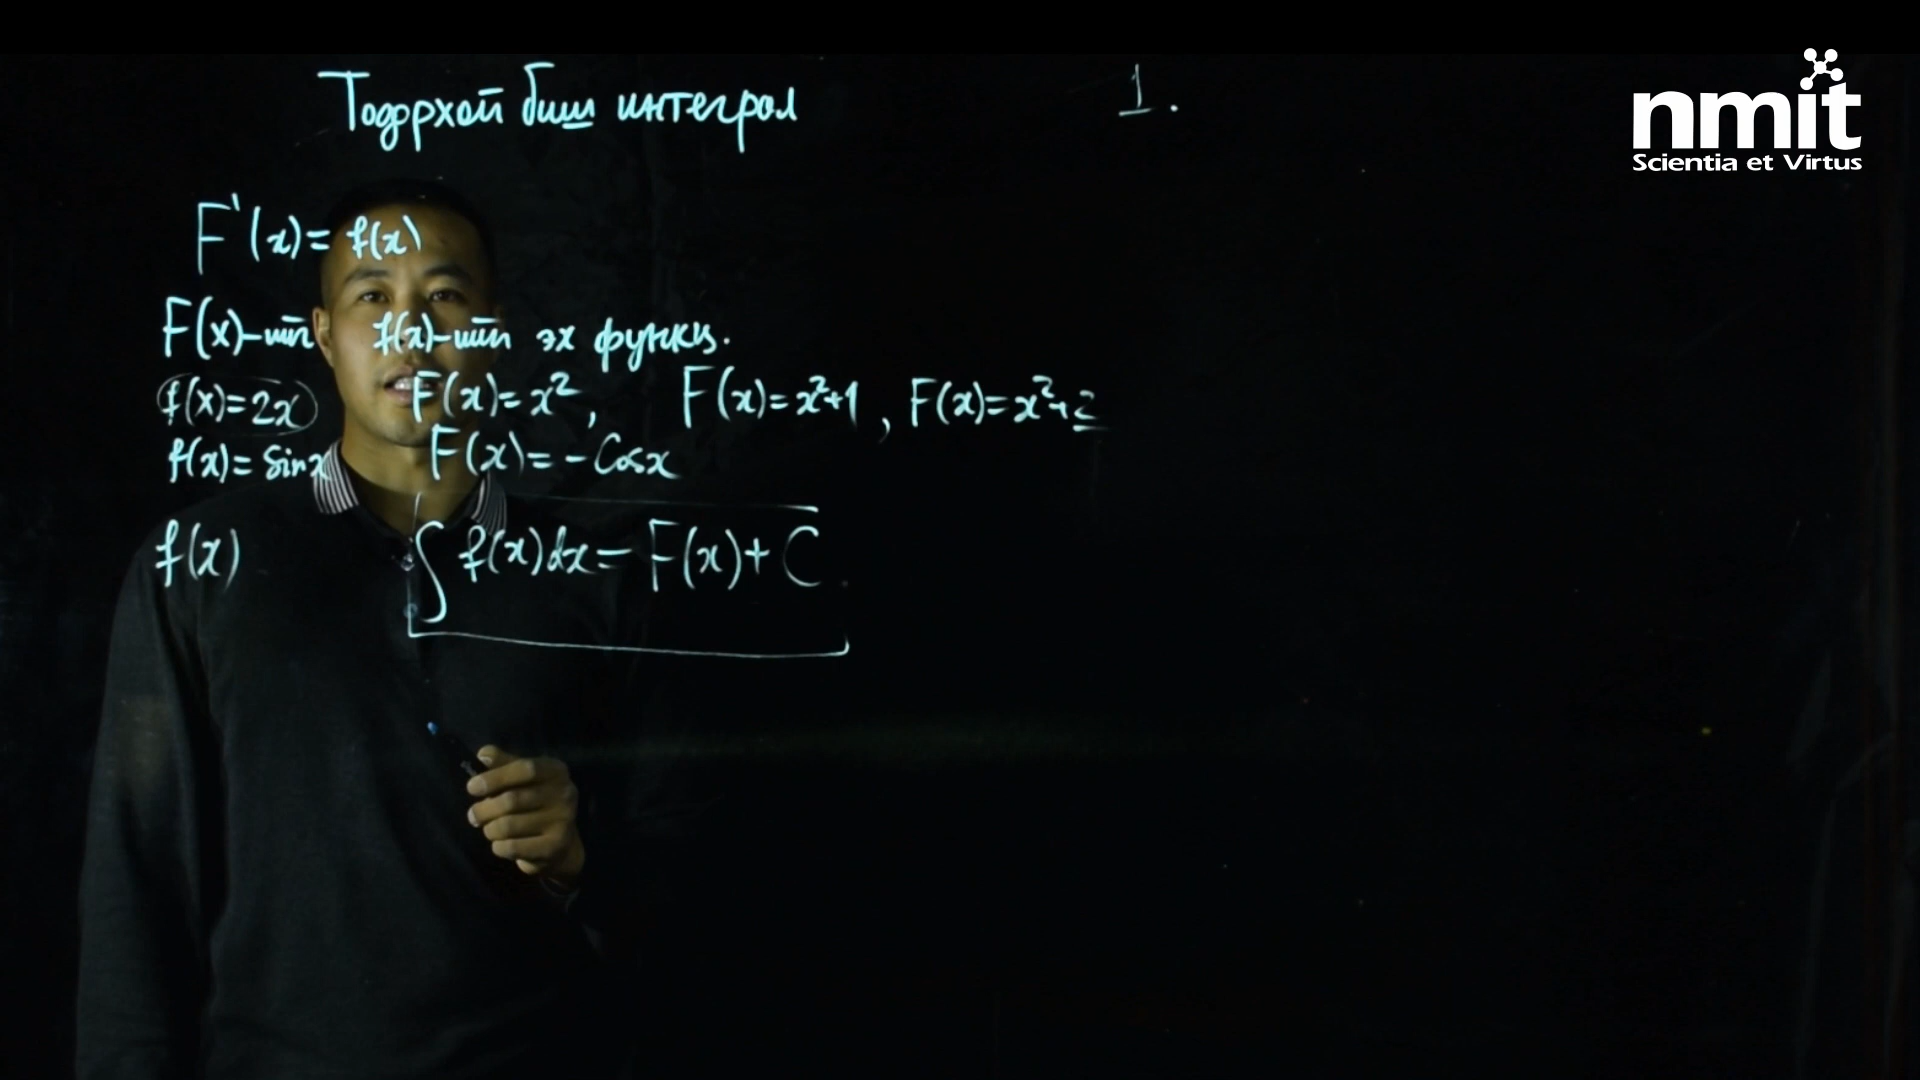 Тодорхой биш интеграл
1.
nmit
Scientia et Virtus
F'(x) = f(x)
F(x)-ийг f(x)-ийн эх функц.
f(x)=2x F(x)=x², F(x)=x²+1, F(x)=x²+2
f(x)= Sinx F(x)= -Cosx
f(x) ∫ f(x)dx = F(x)+C